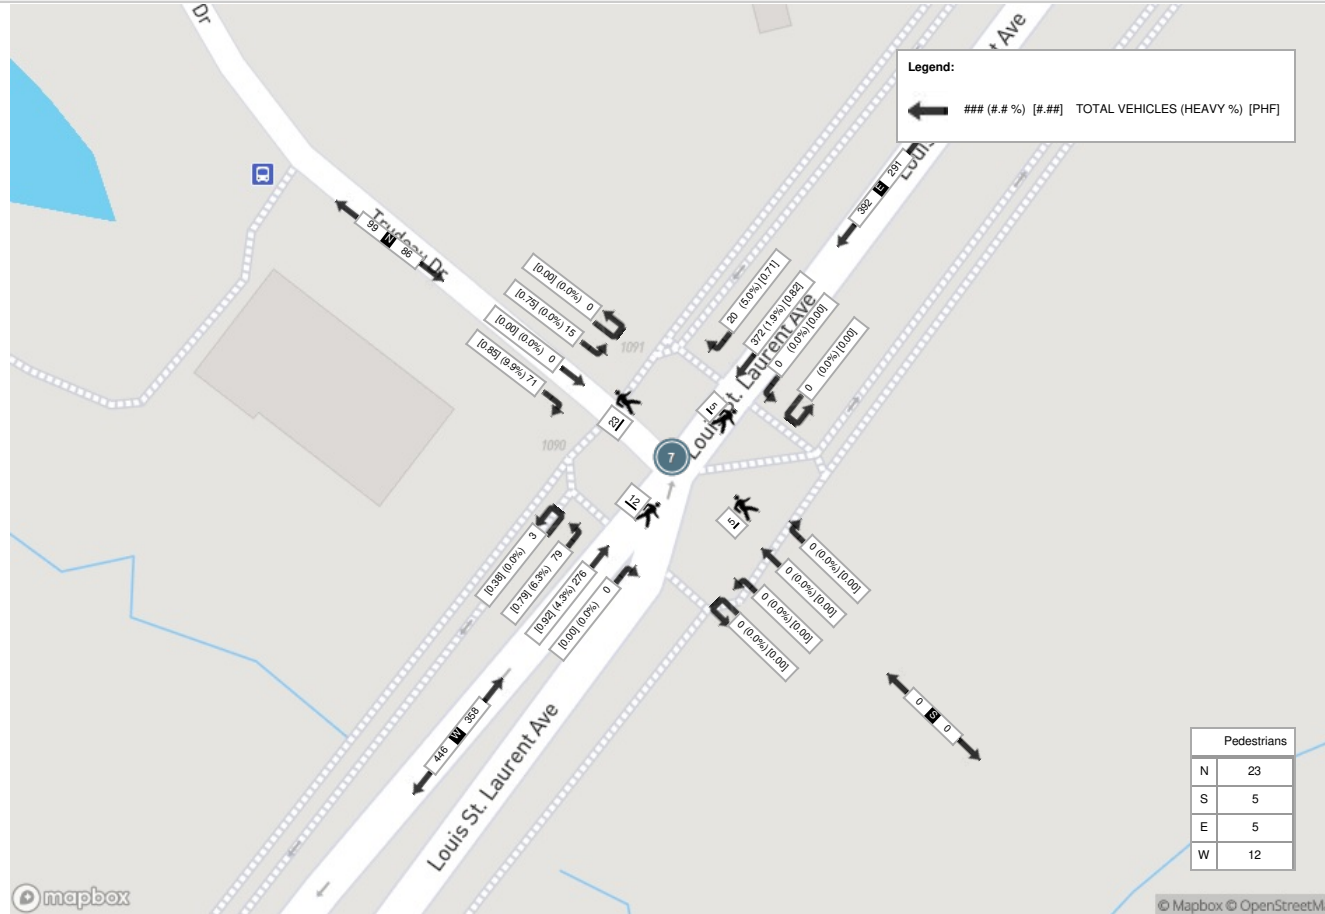 Dr
t Ave
Legend:
### (#.# %) [#.##] TOTAL VEHICLES (HEAVY %) [PHF]
Louis
291
E
392
Trudeau Dr
99 N 86
[0.00] (0.0%) 0
[0.75] (0.0%) 15
[0.00] (0.0%) 0
[0.85] (9.9%) 71
20 (5.0%) [0.71]
372 (1.9%) [0.82]
0 (0.0%) [0.00]
0 (0.0%) [0.00]
1091
Louis St. Laurent Ave
5
23
1090
7
12
5
[0.38] (0.0%) 3
[0.79] (6.3%) 79
[0.92] (4.3%) 276
[0.00] (0.0%) 0
0 (0.0%) [0.00]
0 (0.0%) [0.00]
0 (0.0%) [0.00]
0 (0.0%) [0.00]
446 W 358
0 S 0
Louis St. Laurent Ave
Pedestrians
N 23
S 5
E 5
W 12
mapbox
© Mapbox © OpenStreetM